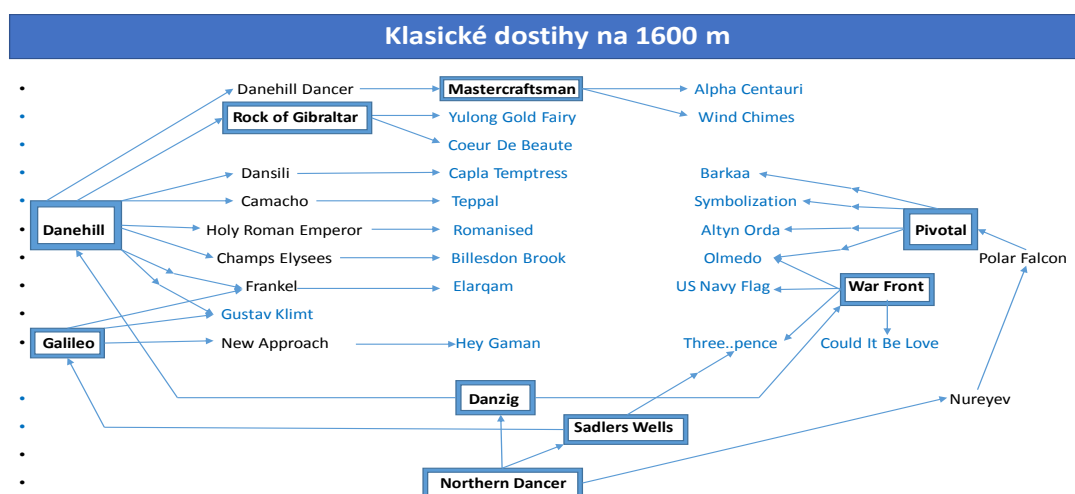 Klasické dostihy na 1600 m
• Danehill Dancer Mastercraftsman Alpha Centauri
• Rock of Gibraltar Yulong Gold Fairy Wind Chimes
• Coeur De Beaute
• Dansili Capla Temptress Barkaa
• Camacho Teppal Symbolization
• Danehill Holy Roman Emperor Romanised Altyn Orda Pivotal
• Champs Elysees Billesdon Brook Olmedo Polar Falcon
• Frankel Elarqam US Navy Flag War Front
• Gustav Klimt
• Galileo New Approach Hey Gaman Three..pence Could It Be Love
• Danzig Nureyev
• Sadlers Wells
•
• Northern Dancer